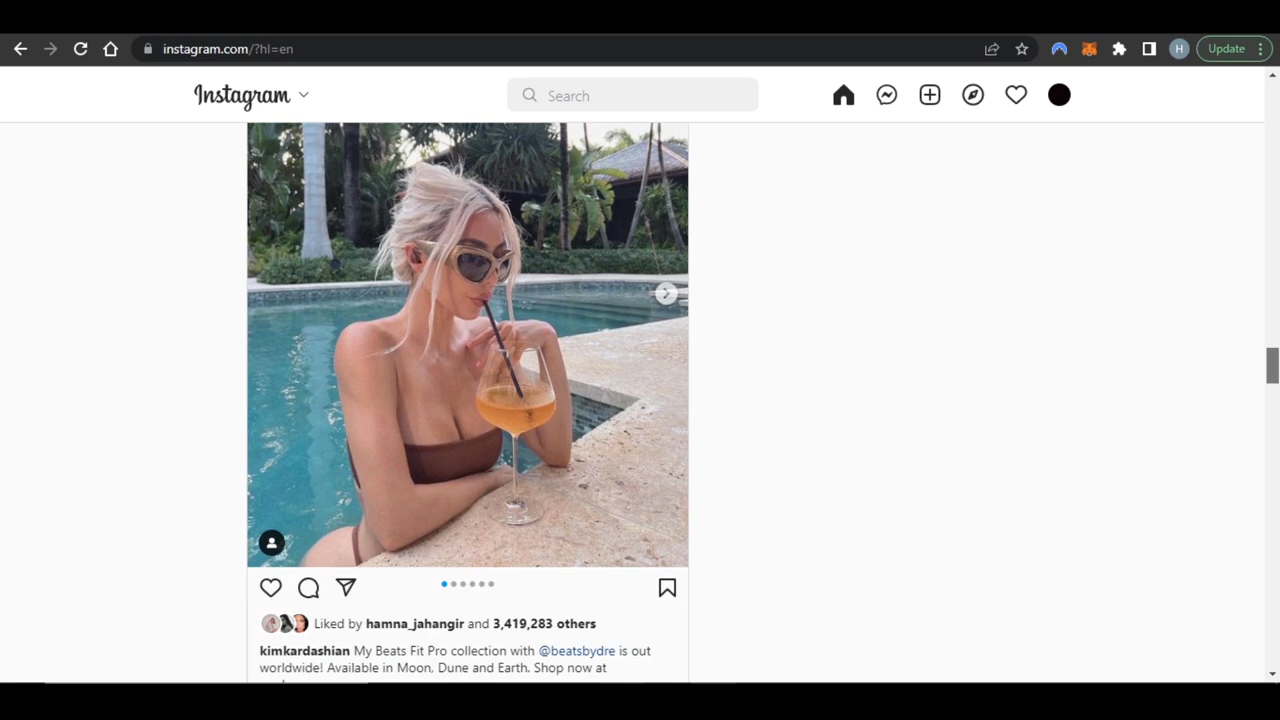 instagram.com/?hl=en
H
Update
Instagram
Search
Liked by hamna_jahangir and 3,419,283 others
kimkardashian My Beats Fit Pro collection with @beatsbydre is out
worldwide! Available in Moon, Dune and Earth. Shop now at